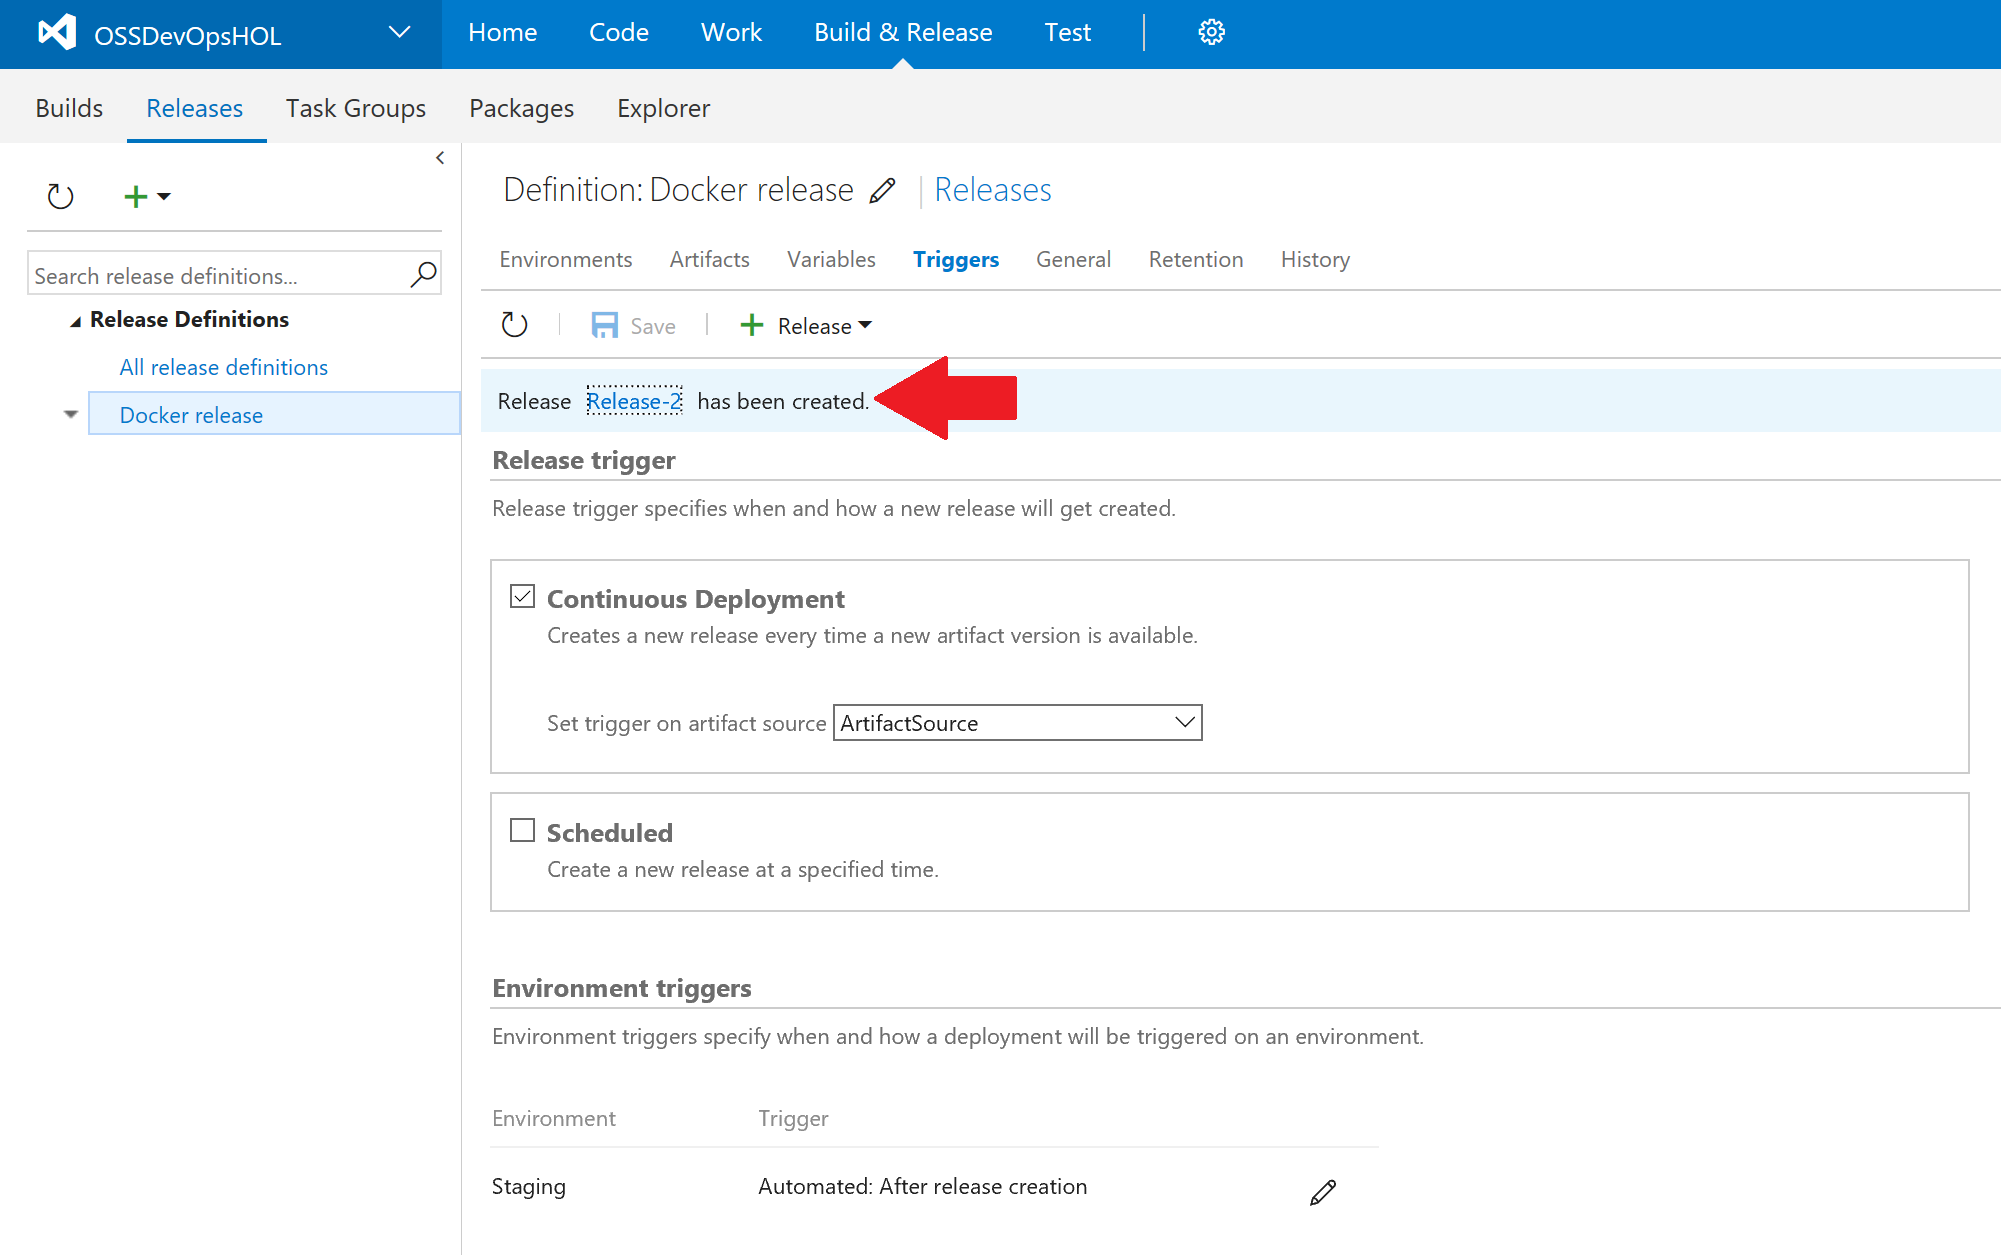 OSSDevOpsHOL
Home Code Work Build & Release Test
Builds Releases Task Groups Packages Explorer
Definition: Docker release | Releases
Search release definitions...
Environments Artifacts Variables Triggers General Retention History
Release Definitions
Save Release
All release definitions
Docker release
Release Release-2 has been created.
Release trigger
Release trigger specifies when and how a new release will get created.
Continuous Deployment
Creates a new release every time a new artifact version is available.
Set trigger on artifact source ArtifactSource
Scheduled
Create a new release at a specified time.
Environment triggers
Environment triggers specify when and how a deployment will be triggered on an environment.
Environment Trigger
Staging Automated: After release creation